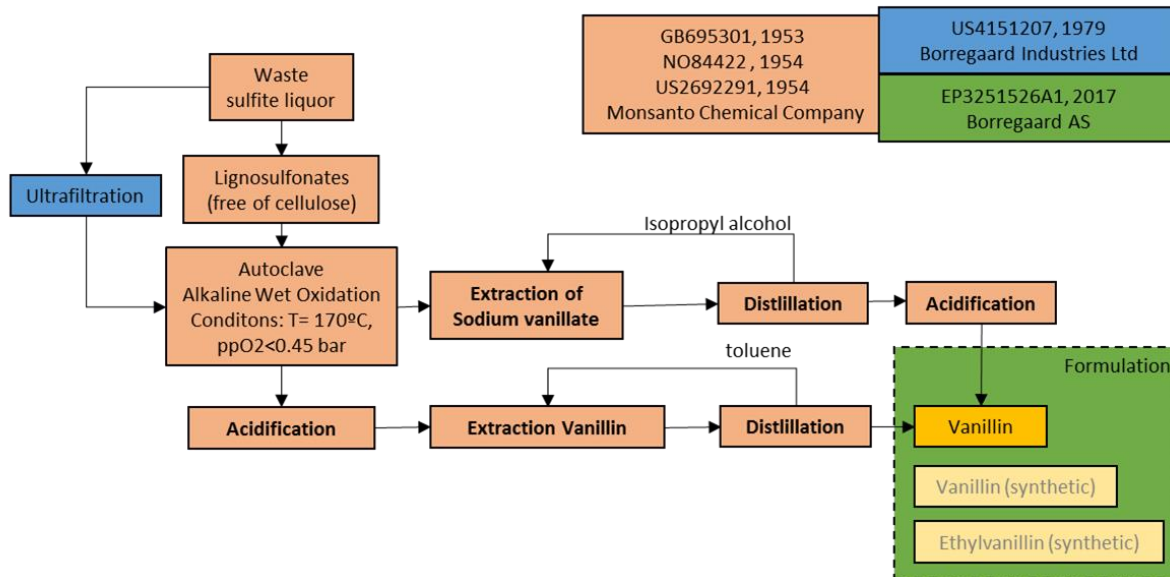 GB695301, 1953
NO84422 , 1954
US2692291, 1954
Monsanto Chemical Company
US4151207, 1979
Borregaard Industries Ltd
EP3251526A1, 2017
Borregaard AS
Waste
sulfite liquor
Ultrafiltration
Lignosulfonates
(free of cellulose)
Autoclave
Alkaline Wet Oxidation
Conditons: T= 170ºC,
ppO2<0.45 bar
Isopropyl alcohol
Extraction of
Sodium vanillate
Distlillation
Acidification
toluene
Formulation
Acidification
Extraction Vanillin
Distlillation
Vanillin
Vanillin (synthetic)
Ethylvanillin (synthetic)